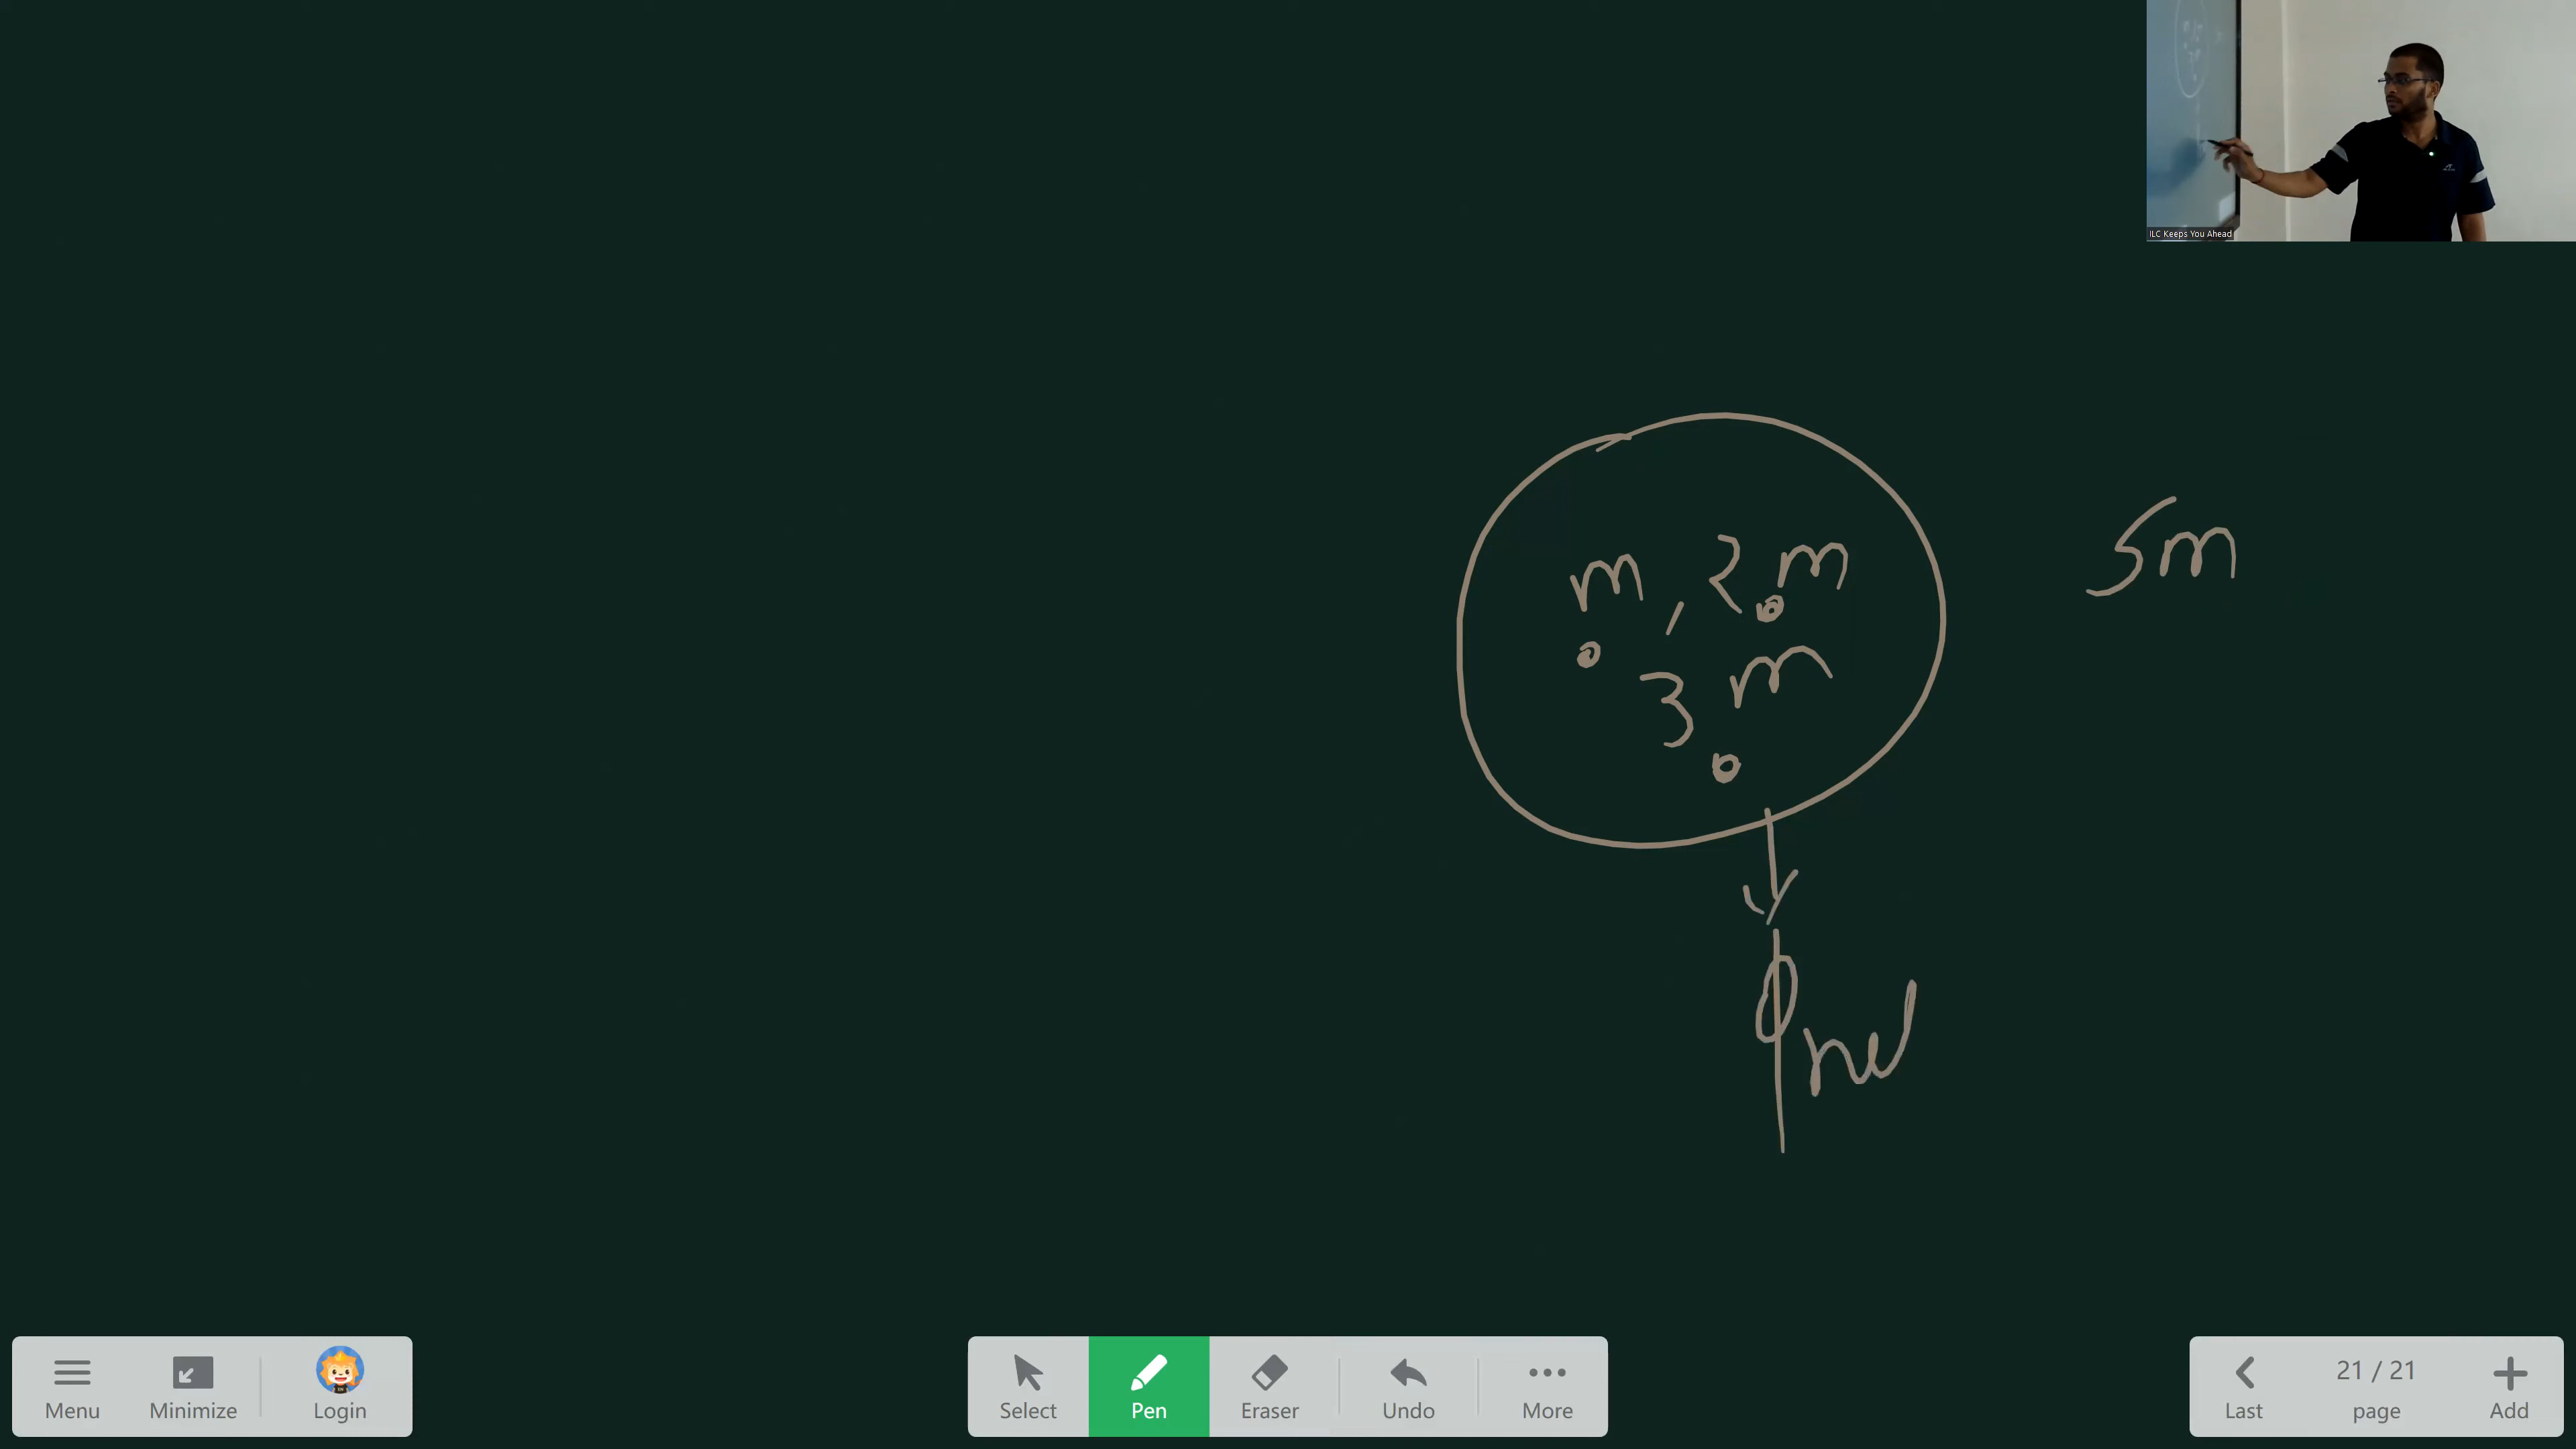 ILC Keeps You Ahead
m, 2m
5m
3m
ϕnet
Menu
Minimize
Login
Select
Pen
Eraser
Undo
More
Last
21 / 21
page
Add